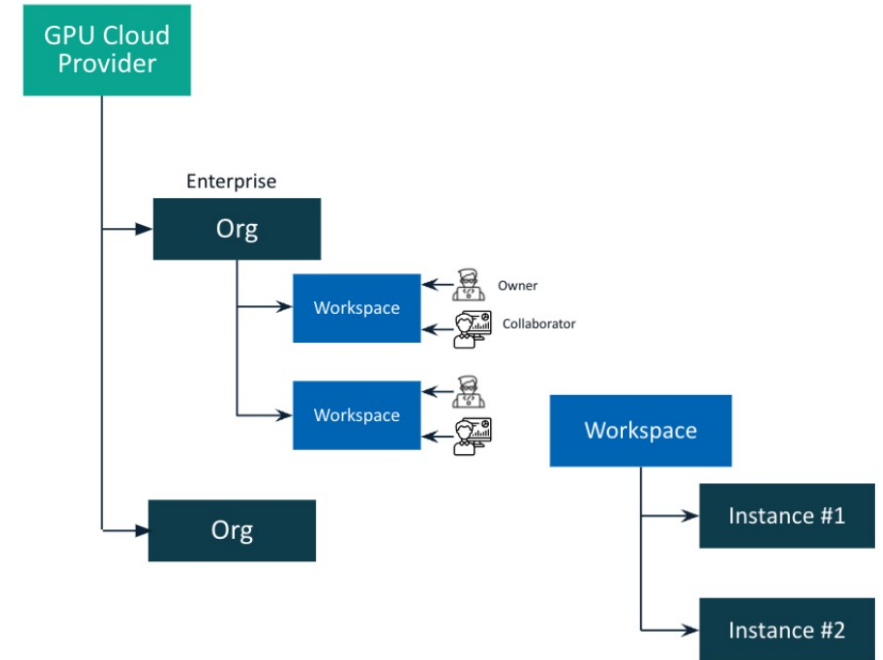 GPU Cloud
Provider
Enterprise
Org
Workspace
Owner
Collaborator
Workspace
Workspace
Instance #1
Org
Instance #2